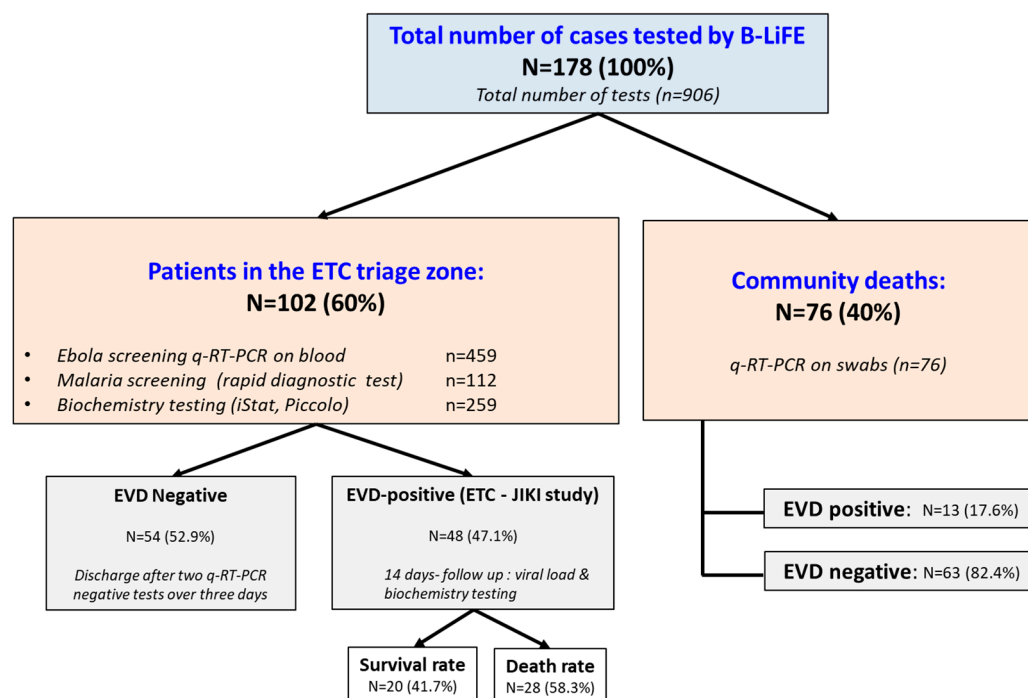 Total number of cases tested by B-LiFE
N=178 (100%)
Total number of tests (n=906)
Patients in the ETC triage zone:
N=102 (60%)
• Ebola screening q-RT-PCR on blood n=459
• Malaria screening (rapid diagnostic test) n=112
• Biochemistry testing (iStat, Piccolo) n=259
Community deaths:
N=76 (40%)
q-RT-PCR on swabs (n=76)
EVD Negative
N=54 (52.9%)
Discharge after two q-RT-PCR
negative tests over three days
EVD-positive (ETC - JIKI study)
N=48 (47.1%)
14 days- follow up : viral load &
biochemistry testing
EVD positive: N=13 (17.6%)
EVD negative: N=63 (82.4%)
Survival rate
N=20 (41.7%)
Death rate
N=28 (58.3%)